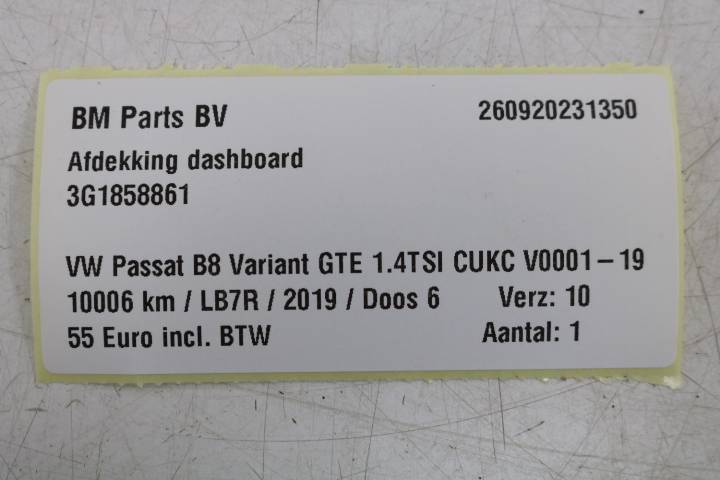 BM Parts BV 260920231350
Afdekking dashboard
3G1858861
VW Passat B8 Variant GTE 1.4TSI CUKC V0001-19
10006 km / LB7R / 2019 / Doos 6 Verz: 10
55 Euro incl. BTW Aantal: 1